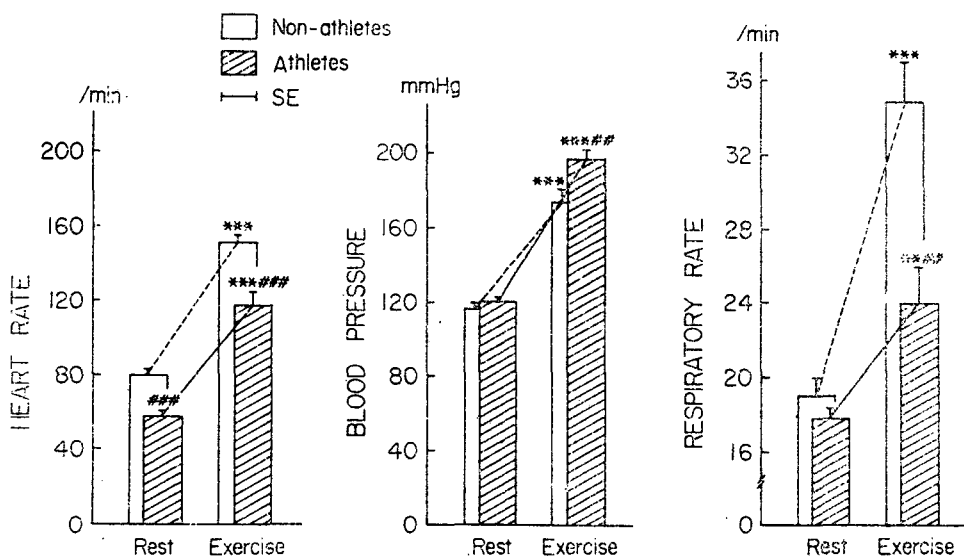 Non-athletes
Athletes
SE
/min
HEART RATE
200
160
120
80
40
0
***
***###
###
Rest
Exercise
mmHg
BLOOD PRESSURE
200
160
120
80
40
0
***
***##
Rest
Exercise
/min
RESPIRATORY RATE
36
32
28
24
20
16
0
***
Rest
Exercise